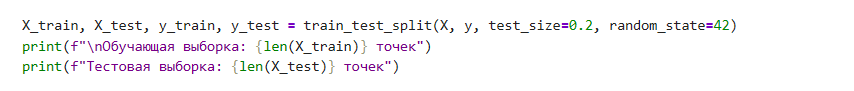 X_train, X_test, y_train, y_test = train_test_split(X, y, test_size=0.2, random_state=42)
print(f"\nОбучающая выборка: {len(X_train)} точек")
print(f"Тестовая выборка: {len(X_test)} точек")